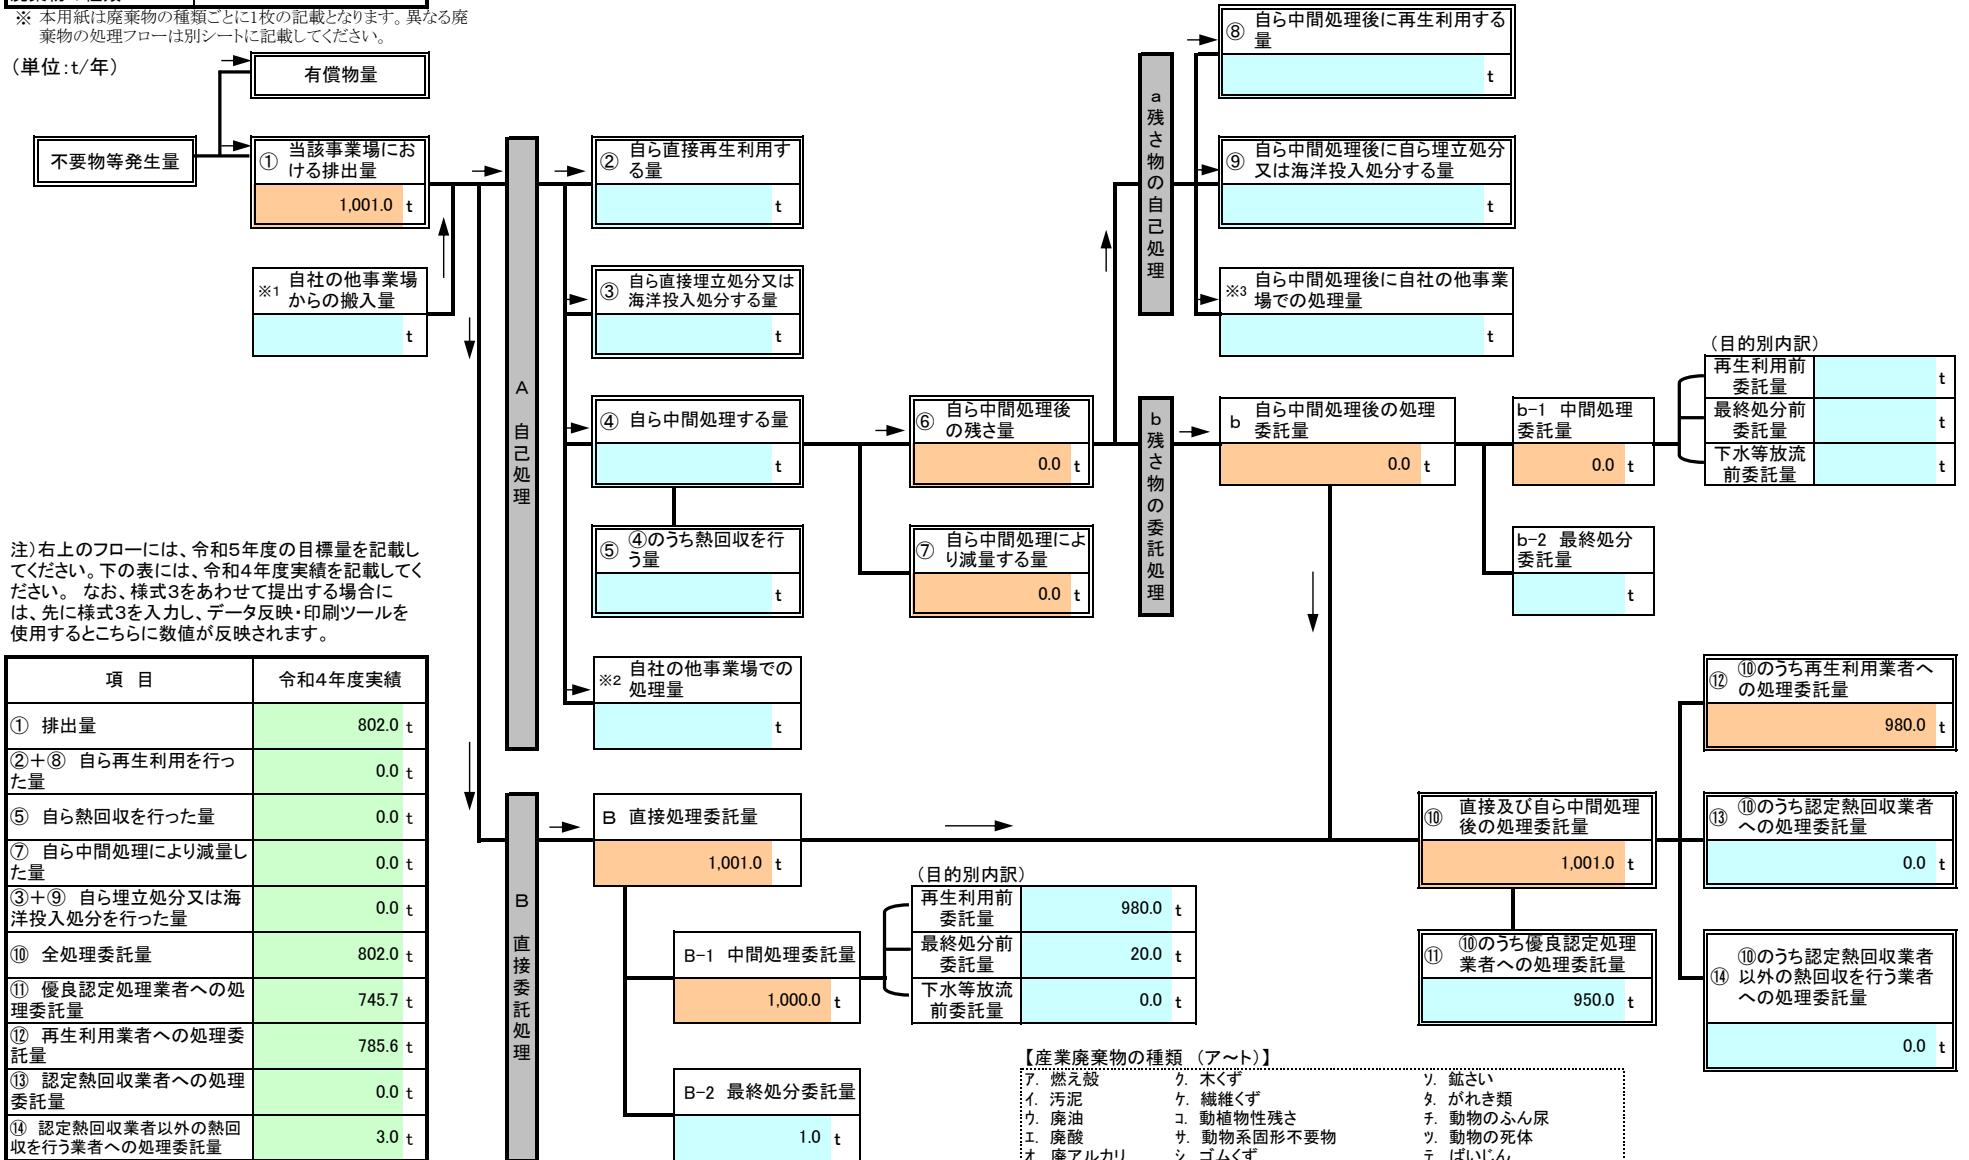 ※ 本用紙は廃棄物の種類ごとに1枚の記載となります。異なる廃
棄物の処理フローは別シートに記載してください。
(単位:t/年)
有償物量
不要物等発生量
① 当該事業場にお
ける排出量
1,001.0 t
※1 自社の他事業場
からの搬入量
t
A 自己処理
② 自ら直接再生利用す
る量
t
③ 自ら直接埋立処分又は
海洋投入処分する量
t
④ 自ら中間処理する量
t
⑤ ④のうち熱回収を行
う量
t
※2 自社の他事業場での
処理量
t
⑥ 自ら中間処理後
の残さ量
0.0 t
⑦ 自ら中間処理によ
り減量する量
0.0 t
a 残さ物の自己処理
⑧ 自ら中間処理後に再生利用する
量
t
⑨ 自ら中間処理後に自ら埋立処分
又は海洋投入処分する量
t
※3 自ら中間処理後に自社の他事業
場での処理量
t
b 残さ物の委託処理
b 自ら中間処理後の処理
委託量
0.0 t
b-1 中間処理
委託量
0.0 t
b-2 最終処分
委託量
t
(目的別内訳)
再生利用前
委託量
t
最終処分前
委託量
t
下水等放流
前委託量
t
注)右上のフローには、令和5年度の目標量を記載し
てください。下の表には、令和4年度実績を記載してく
ださい。 なお、様式3をあわせて提出する場合に
は、先に様式3を入力し、データ反映・印刷ツールを
使用するとこちらに数値が反映されます。
項 目 令和4年度実績
① 排出量 802.0 t
②+⑧ 自ら再生利用を行っ
た量 0.0 t
⑤ 自ら熱回収を行った量 0.0 t
⑦ 自ら中間処理により減量し
た量 0.0 t
③+⑨ 自ら埋立処分又は海
洋投入処分を行った量 0.0 t
⑩ 全処理委託量 802.0 t
⑪ 優良認定処理業者への処
理委託量 745.7 t
⑫ 再生利用業者への処理委
託量 785.6 t
⑬ 認定熱回収業者への処理
委託量 0.0 t
⑭ 認定熱回収業者以外の熱回
収を行う業者への処理委託量 3.0 t
B 直接委託処理
B 直接処理委託量
1,001.0 t
B-1 中間処理委託量
1,000.0 t
B-2 最終処分委託量
1.0 t
(目的別内訳)
再生利用前
委託量
980.0 t
最終処分前
委託量
20.0 t
下水等放流
前委託量
0.0 t
⑩ 直接及び自ら中間処理
後の処理委託量
1,001.0 t
⑪ ⑩のうち優良認定処理
業者への処理委託量
950.0 t
⑫ ⑩のうち再生利用業者へ
の処理委託量
980.0 t
⑬ ⑩のうち認定熱回収業者
への処理委託量
0.0 t
⑭ ⑩のうち認定熱回収業者
以外の熱回収を行う業者
への処理委託量
0.0 t
【産業廃棄物の種類 (ア~ト)】
ア. 燃え殻 ク. 木くず ソ. 鉱さい
イ. 汚泥 ケ. 繊維くず タ. がれき類
ウ. 廃油 コ. 動植物性残さ チ. 動物のふん尿
エ. 廃酸 サ. 動物系固形不要物 ツ. 動物の死体
オ. 廃アルカリ シ. ゴムくず テ. ばいじん